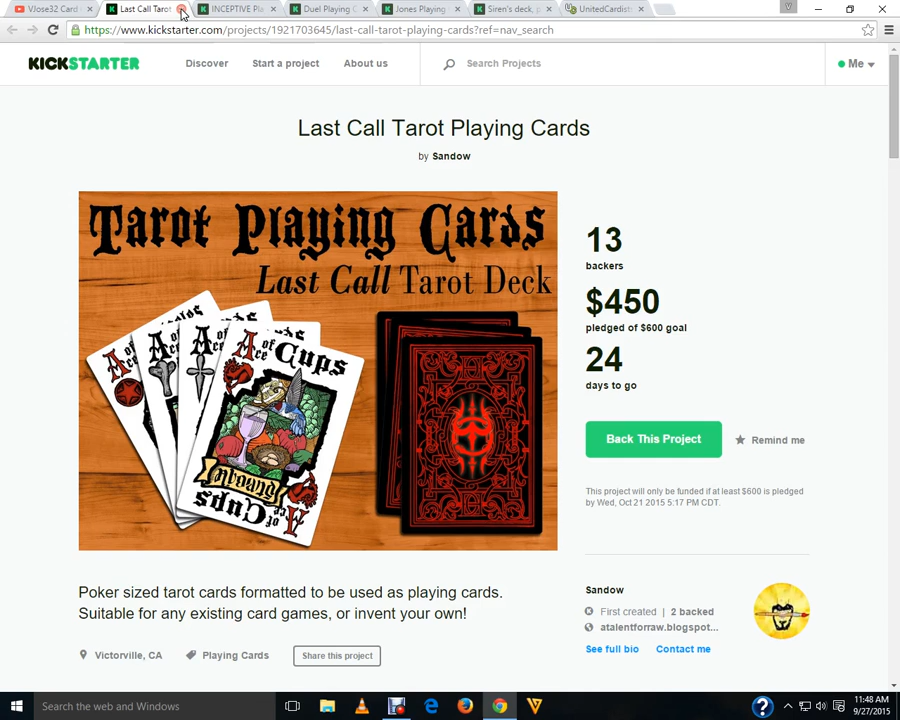 VJose32 Card
Last Call Tarot
INCEPTIVE Pla
Duel Playing C
Jones Playing
Siren's deck, p
UnitedCardists
https://www.kickstarter.com/projects/1921703645/last-call-tarot-playing-cards?ref=nav_search
KICKSTARTER
Discover
Start a project
About us
Search Projects
Me
Last Call Tarot Playing Cards
by Sandow
Tarot Playing Cards
Last Call Tarot Deck
Ace of Cups
13
backers
$450
pledged of $600 goal
24
days to go
Back This Project
Remind me
This project will only be funded if at least $600 is pledged
by Wed, Oct 21 2015 5:17 PM CDT.
Poker sized tarot cards formatted to be used as playing cards.
Suitable for any existing card games, or invent your own!
Victorville, CA
Playing Cards
Share this project
Sandow
First created | 2 backed
atalentforraw.blogspot...
See full bio
Contact me
Search the web and Windows
11:48 AM
9/27/2015